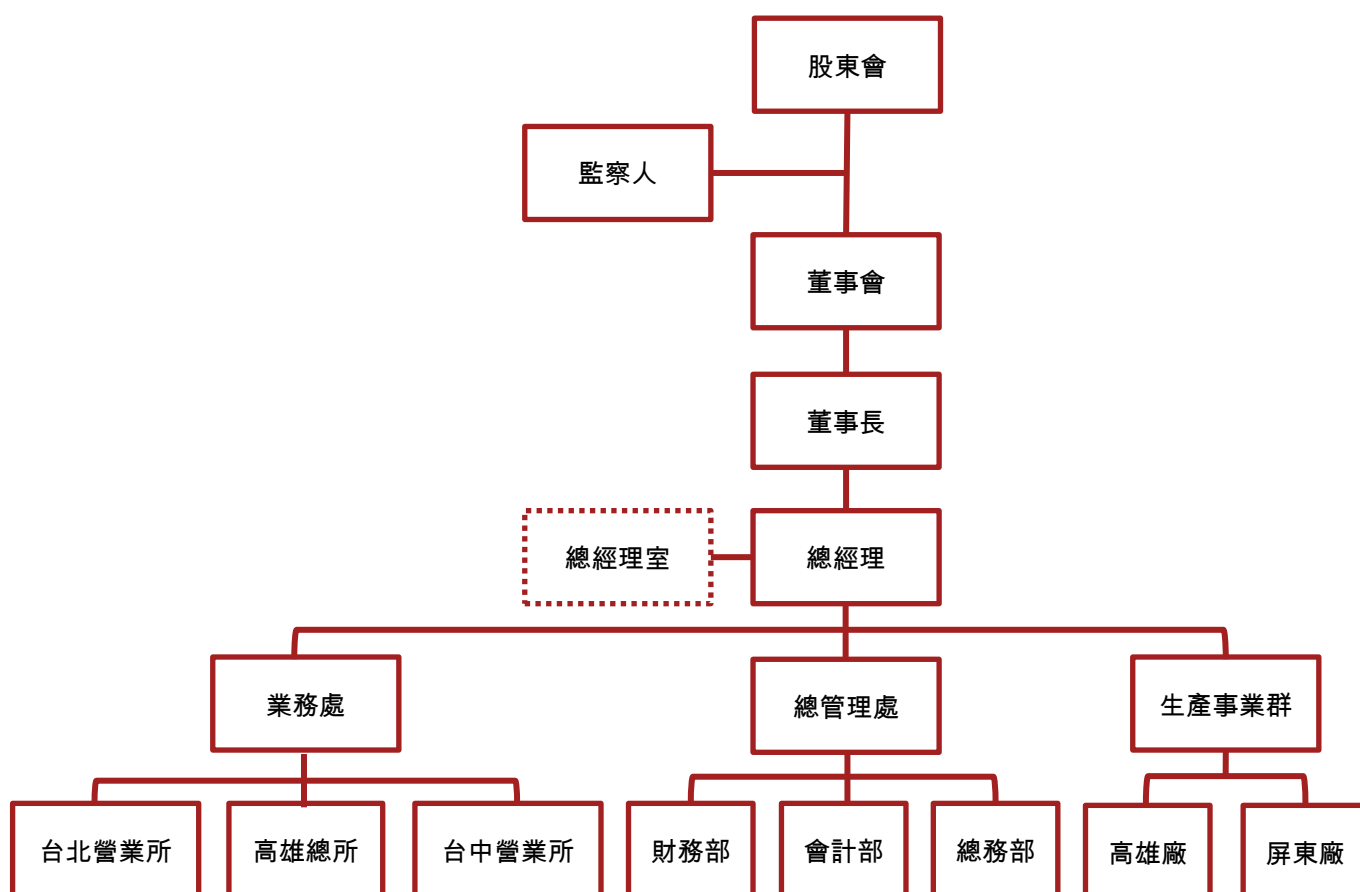 股東會
監察人
董事會
董事長
總經理室
總經理
業務處
總管理處
生產事業群
台北營業所
高雄總所
台中營業所
財務部
會計部
總務部
高雄廠
屏東廠